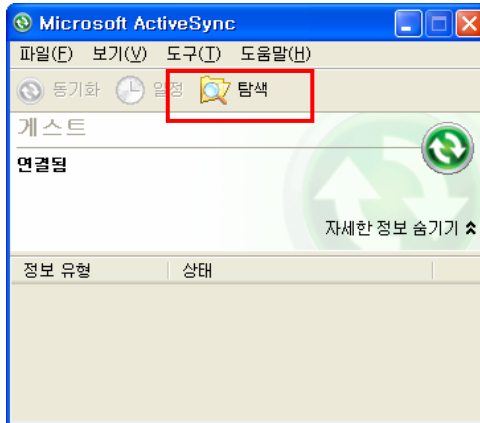 Microsoft ActiveSync
파일(F) 보기(V) 도구(T) 도움말(H)
동기화 일정 탐색
게스트
연결됨
자세한 정보 숨기기
정보 유형 상태